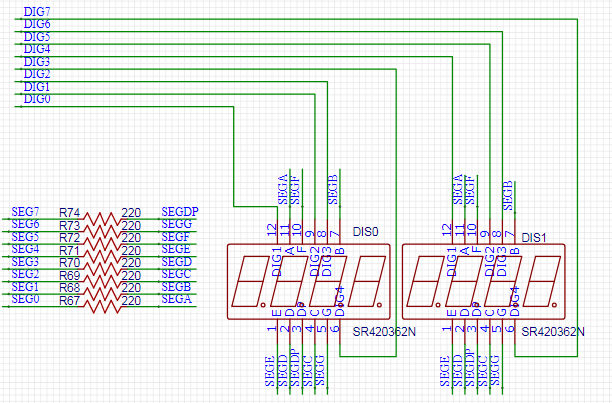 DIG7
DIG6
DIG5
DIG4
DIG3
DIG2
DIG1
DIG0
SEGA
SEGF
SEGB
SEGA
SEGF
SEGB
SEG7 R74 220 SEGDP
SEG6 R73 220 SEGG
SEG5 R72 220 SEGF
SEG4 R71 220 SEGE
SEG3 R70 220 SEGD
SEG2 R69 220 SEGC
SEG1 R68 220 SEGB
SEG0 R67 220 SEGA
12 11 10 9 8 7
DIS0
DIG1 A F DIG2 DIG3 B
E D DP C G DIG4
SR420362N
1 2 3 4 5 6
SEGE SEGD SEGDP SEGC SEGG
12 11 10 9 8 7
DIS1
DIG1 A F DIG2 DIG3 B
E D DP C G DIG4
SR420362N
1 2 3 4 5 6
SEGE SEGD SEGDP SEGC SEGG